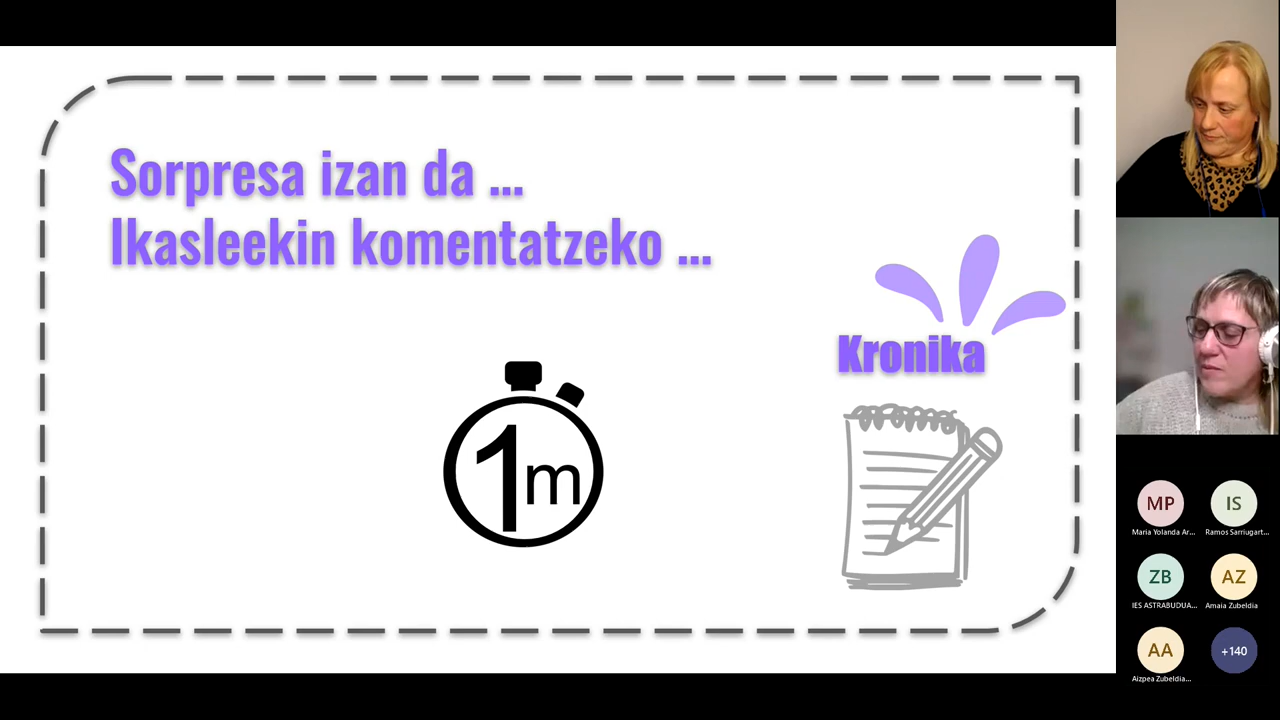 Sorpresa izan da ...
Ikasleekin komentatzeko ...
Kronika
1m
MP
IS
Maria Yolanda Ar...
Ramos Sarriugart...
ZB
AZ
IES ASTRABUDUA...
Amaia Zubeldia
AA
+140
Aizpea Zubeldia...